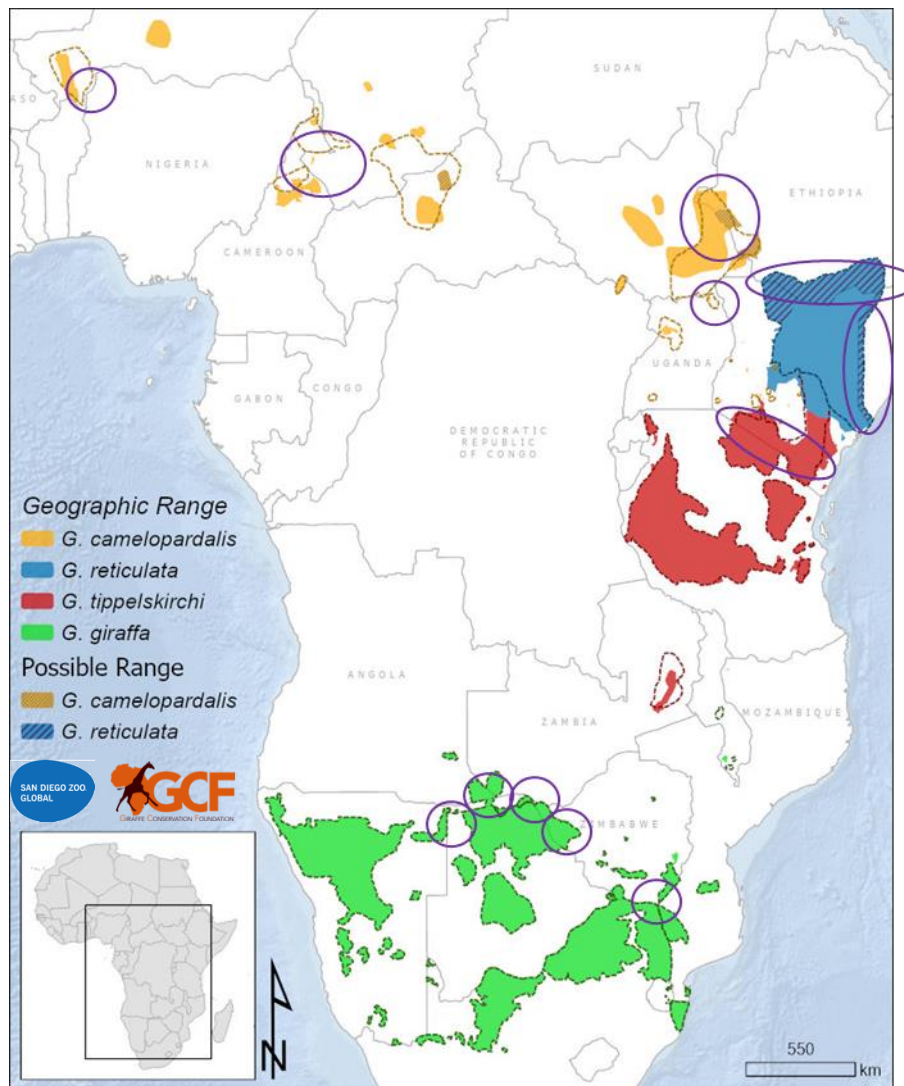 SUDAN
ASO
NIGERIA
ETHIOPIA
CAMEROON
UGANDA
GABON
CONGO
DEMOCRATIC
REPUBLIC
OF CONGO
Geographic Range
G. camelopardalis
G. reticulata
G. tippelskirchi
G. giraffa
Possible Range
G. camelopardalis
G. reticulata
ANGOLA
ZAMBIA
MOZAMBIQUE
SAN DIEGO ZOO
GLOBAL
GCF
GIRAFFE CONSERVATION FOUNDATION
ZIMBABWE
N
550
km